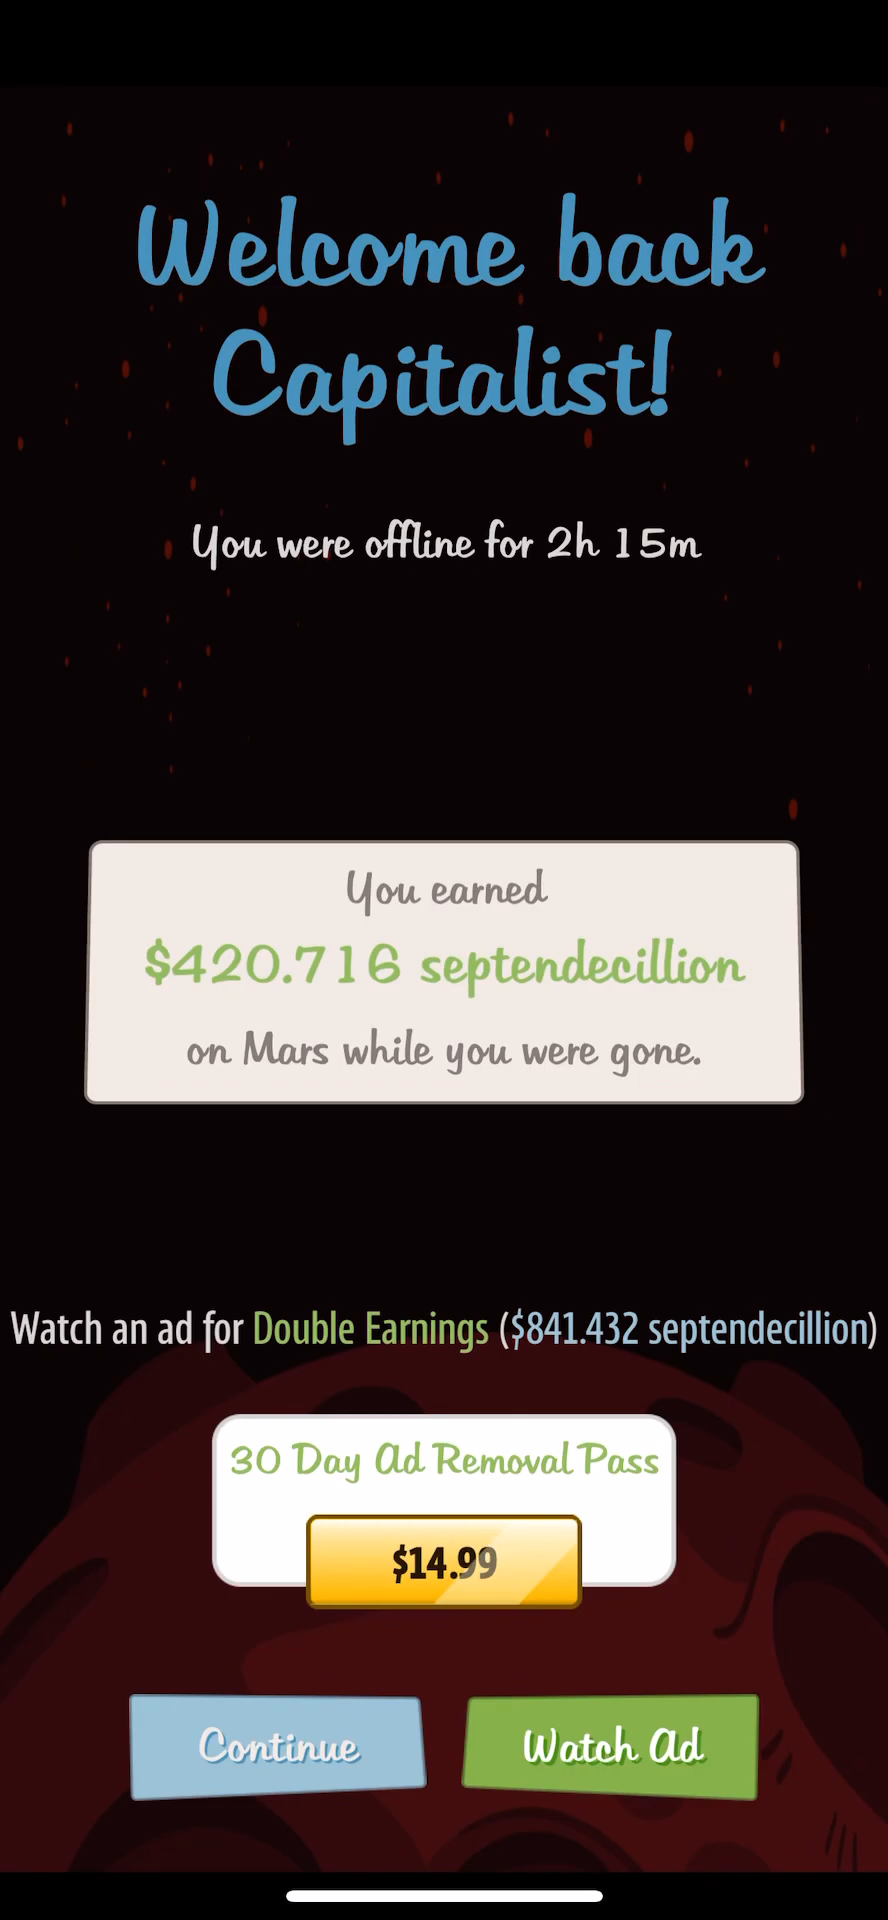 Welcome back
Capitalist!
You were offline for 2h 15m
You earned
$420.716 septendecillion
on Mars while you were gone.
Watch an ad for Double Earnings ($841.432 septendecillion)
30 Day Ad Removal Pass
$14.99
Continue
Watch Ad